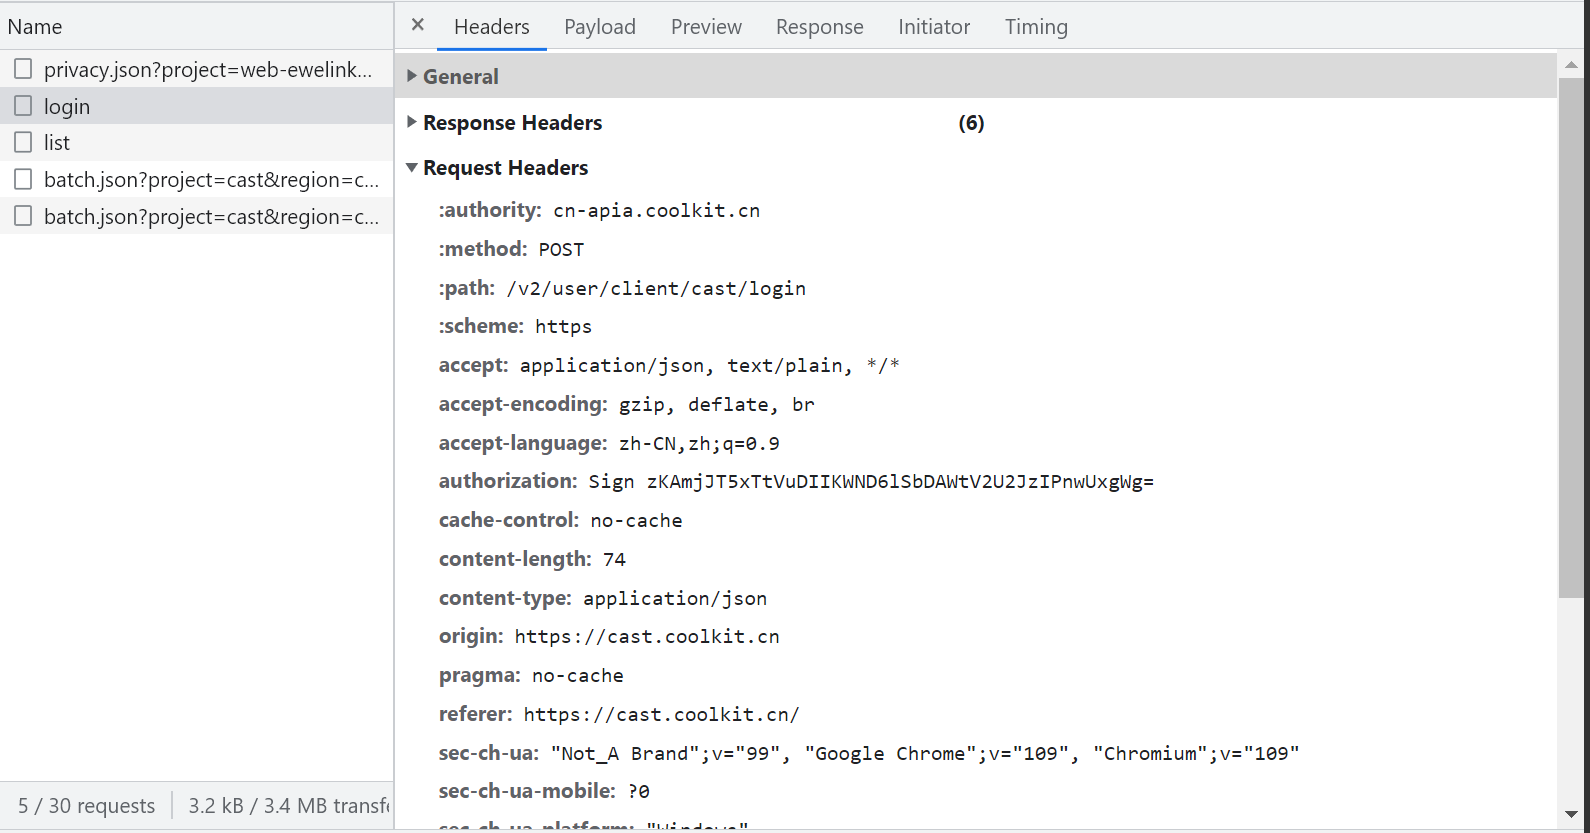 Name
privacy.json?project=web-ewelink...
login
list
batch.json?project=cast&region=c...
batch.json?project=cast&region=c...
5 / 30 requests
3.2 kB / 3.4 MB transfe
× Headers Payload Preview Response Initiator Timing
General
Response Headers (6)
Request Headers
:authority: cn-apia.coolkit.cn
:method: POST
:path: /v2/user/client/cast/login
:scheme: https
accept: application/json, text/plain, */*
accept-encoding: gzip, deflate, br
accept-language: zh-CN,zh;q=0.9
authorization: Sign zKAmjJT5xTtVuDIIKWND6lSbDAWtV2U2JzIPnwUxgWg=
cache-control: no-cache
content-length: 74
content-type: application/json
origin: https://cast.coolkit.cn
pragma: no-cache
referer: https://cast.coolkit.cn/
sec-ch-ua: "Not_A Brand";v="99", "Google Chrome";v="109", "Chromium";v="109"
sec-ch-ua-mobile: ?0
sec-ch-ua-platform: "Windows"